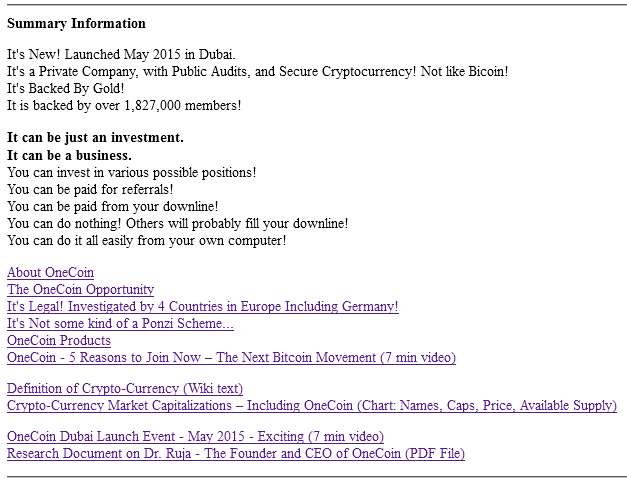 Summary Information
It's New! Launched May 2015 in Dubai.
It's a Private Company, with Public Audits, and Secure Cryptocurrency! Not like Bicoin!
It's Backed By Gold!
It is backed by over 1,827,000 members!
It can be just an investment.
It can be a business.
You can invest in various possible positions!
You can be paid for referrals!
You can be paid from your downline!
You can do nothing! Others will probably fill your downline!
You can do it all easily from your own computer!
About OneCoin
The OneCoin Opportunity
It's Legal! Investigated by 4 Countries in Europe Including Germany!
It's Not some kind of a Ponzi Scheme...
OneCoin Products
OneCoin - 5 Reasons to Join Now – The Next Bitcoin Movement (7 min video)
Definition of Crypto-Currency (Wiki text)
Crypto-Currency Market Capitalizations – Including OneCoin (Chart: Names, Caps, Price, Available Supply)
OneCoin Dubai Launch Event - May 2015 - Exciting (7 min video)
Research Document on Dr. Ruja - The Founder and CEO of OneCoin (PDF File)